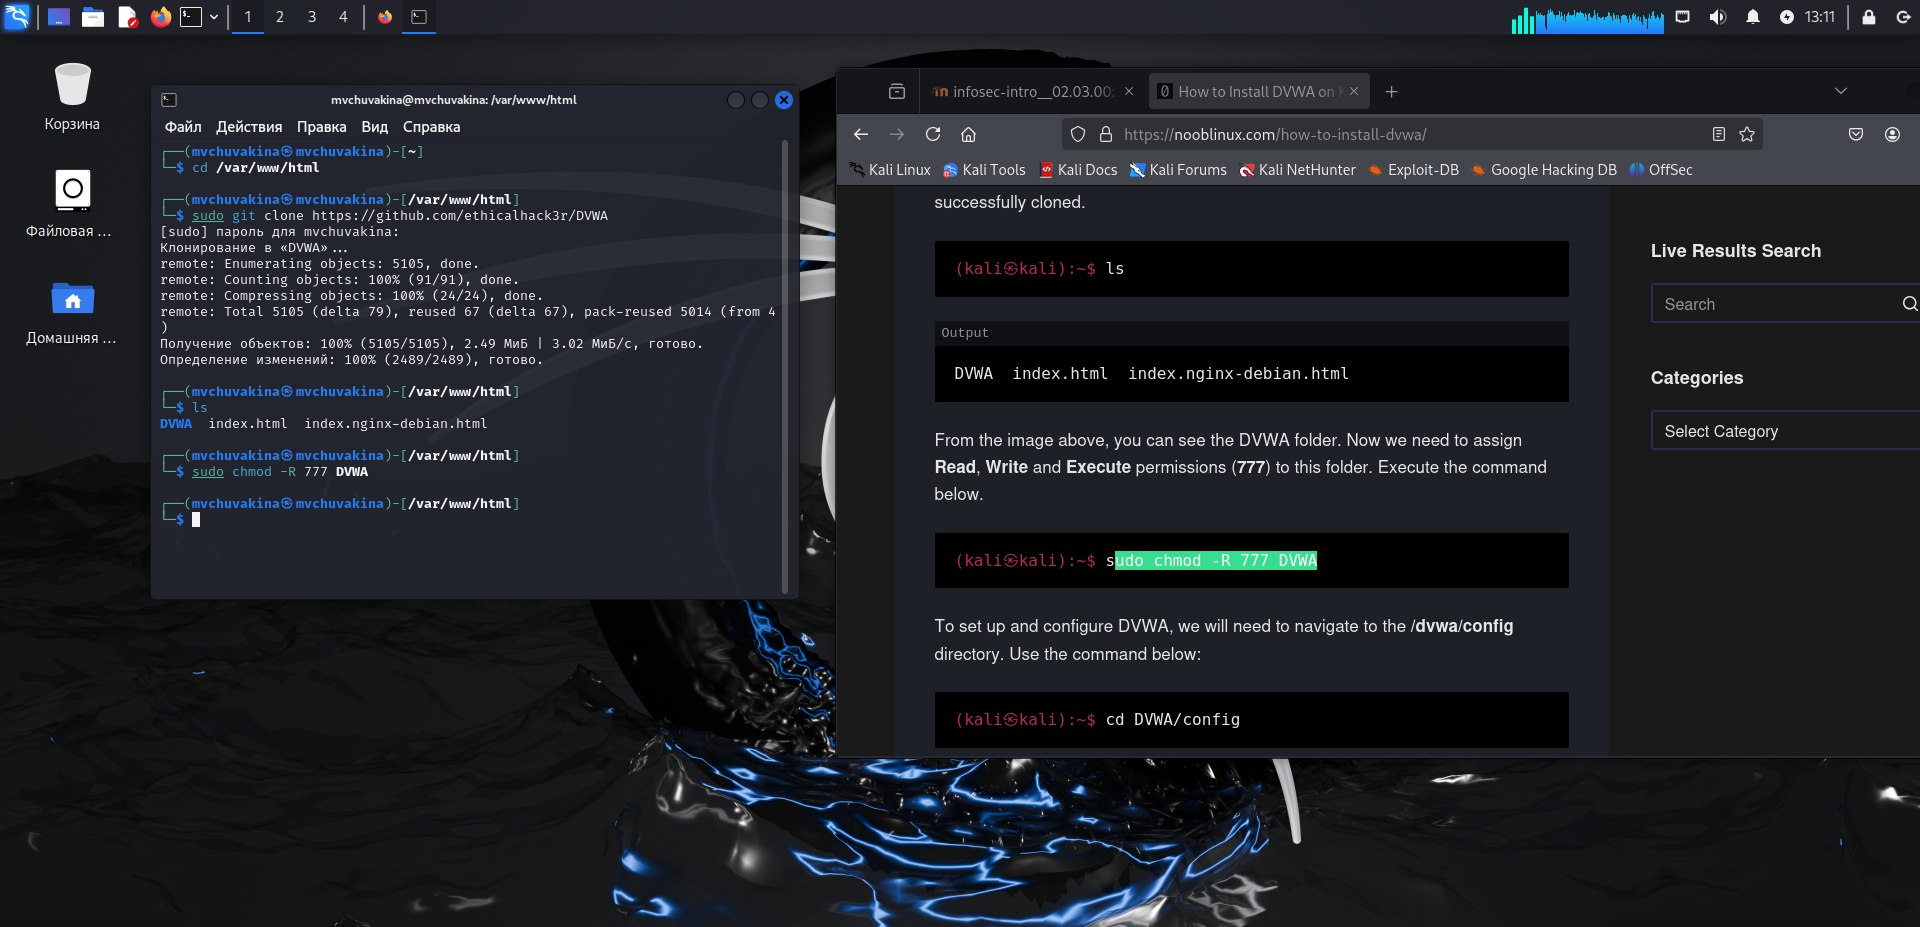 1 2 3 4
13:11
Корзина
Файловая ...
Домашняя ...
mvchuvakina@mvchuvakina: /var/www/html
Файл Действия Правка Вид Справка
┌──(mvchuvakina㉿mvchuvakina)-[~]
└─$ cd /var/www/html
┌──(mvchuvakina㉿mvchuvakina)-[/var/www/html]
└─$ sudo git clone https://github.com/ethicalhack3r/DVWA
[sudo] пароль для mvchuvakina:
Клонирование в «DVWA»...
remote: Enumerating objects: 5105, done.
remote: Counting objects: 100% (91/91), done.
remote: Compressing objects: 100% (24/24), done.
remote: Total 5105 (delta 79), reused 67 (delta 67), pack-reused 5014 (from 4
)
Получение объектов: 100% (5105/5105), 2.49 МиБ | 3.02 МиБ/с, готово.
Определение изменений: 100% (2489/2489), готово.
┌──(mvchuvakina㉿mvchuvakina)-[/var/www/html]
└─$ ls
DVWA index.html index.nginx-debian.html
┌──(mvchuvakina㉿mvchuvakina)-[/var/www/html]
└─$ sudo chmod -R 777 DVWA
┌──(mvchuvakina㉿mvchuvakina)-[/var/www/html]
└─$
infosec-intro__02.03.00:
How to Install DVWA on K
https://nooblinux.com/how-to-install-dvwa/
Kali Linux Kali Tools Kali Docs Kali Forums Kali NetHunter Exploit-DB Google Hacking DB OffSec
successfully cloned.
(kali㉿kali):~$ ls
Output
DVWA index.html index.nginx-debian.html
From the image above, you can see the DVWA folder. Now we need to assign
Read, Write and Execute permissions (777) to this folder. Execute the command
below.
(kali㉿kali):~$ sudo chmod -R 777 DVWA
To set up and configure DVWA, we will need to navigate to the /dvwa/config
directory. Use the command below:
(kali㉿kali):~$ cd DVWA/config
Live Results Search
Search
Categories
Select Category